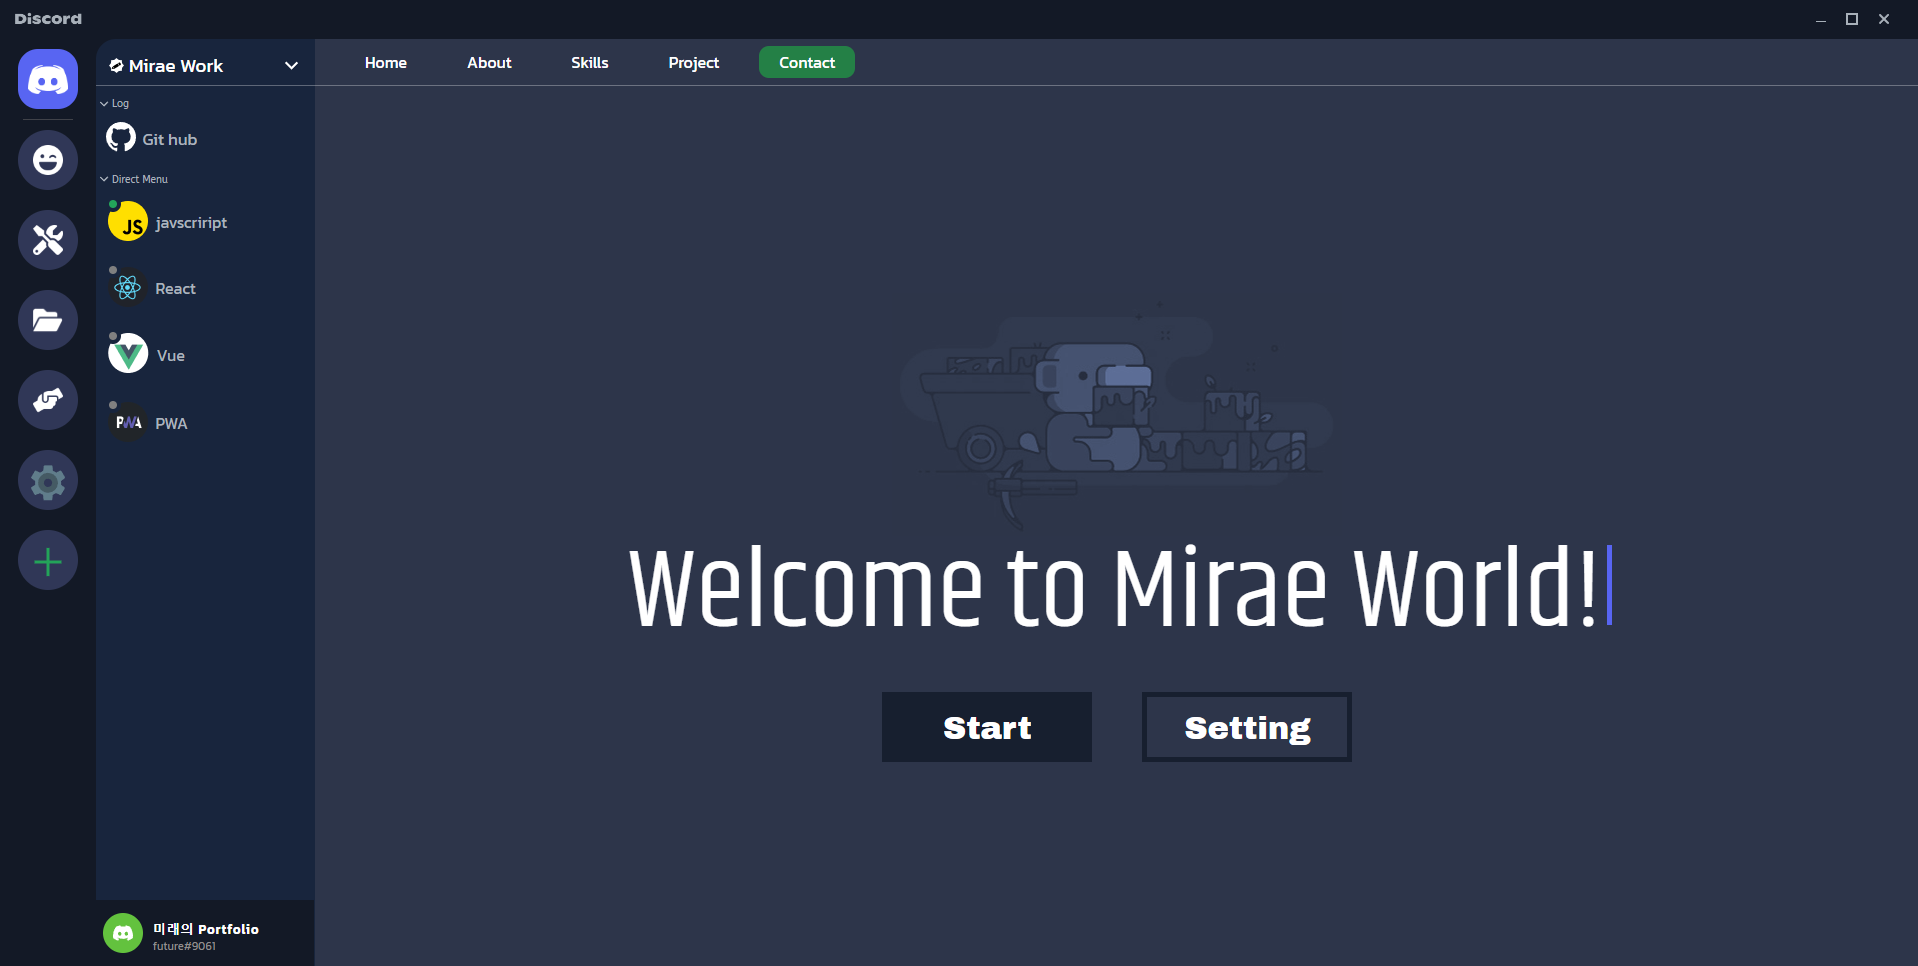 Discord
Mirae Work
Home About Skills Project Contact
Log
Git hub
Direct Menu
JS javscriript
React
Vue
PWA PWA
Welcome to Mirae World!
Start Setting
미래의 Portfolio
future#9061